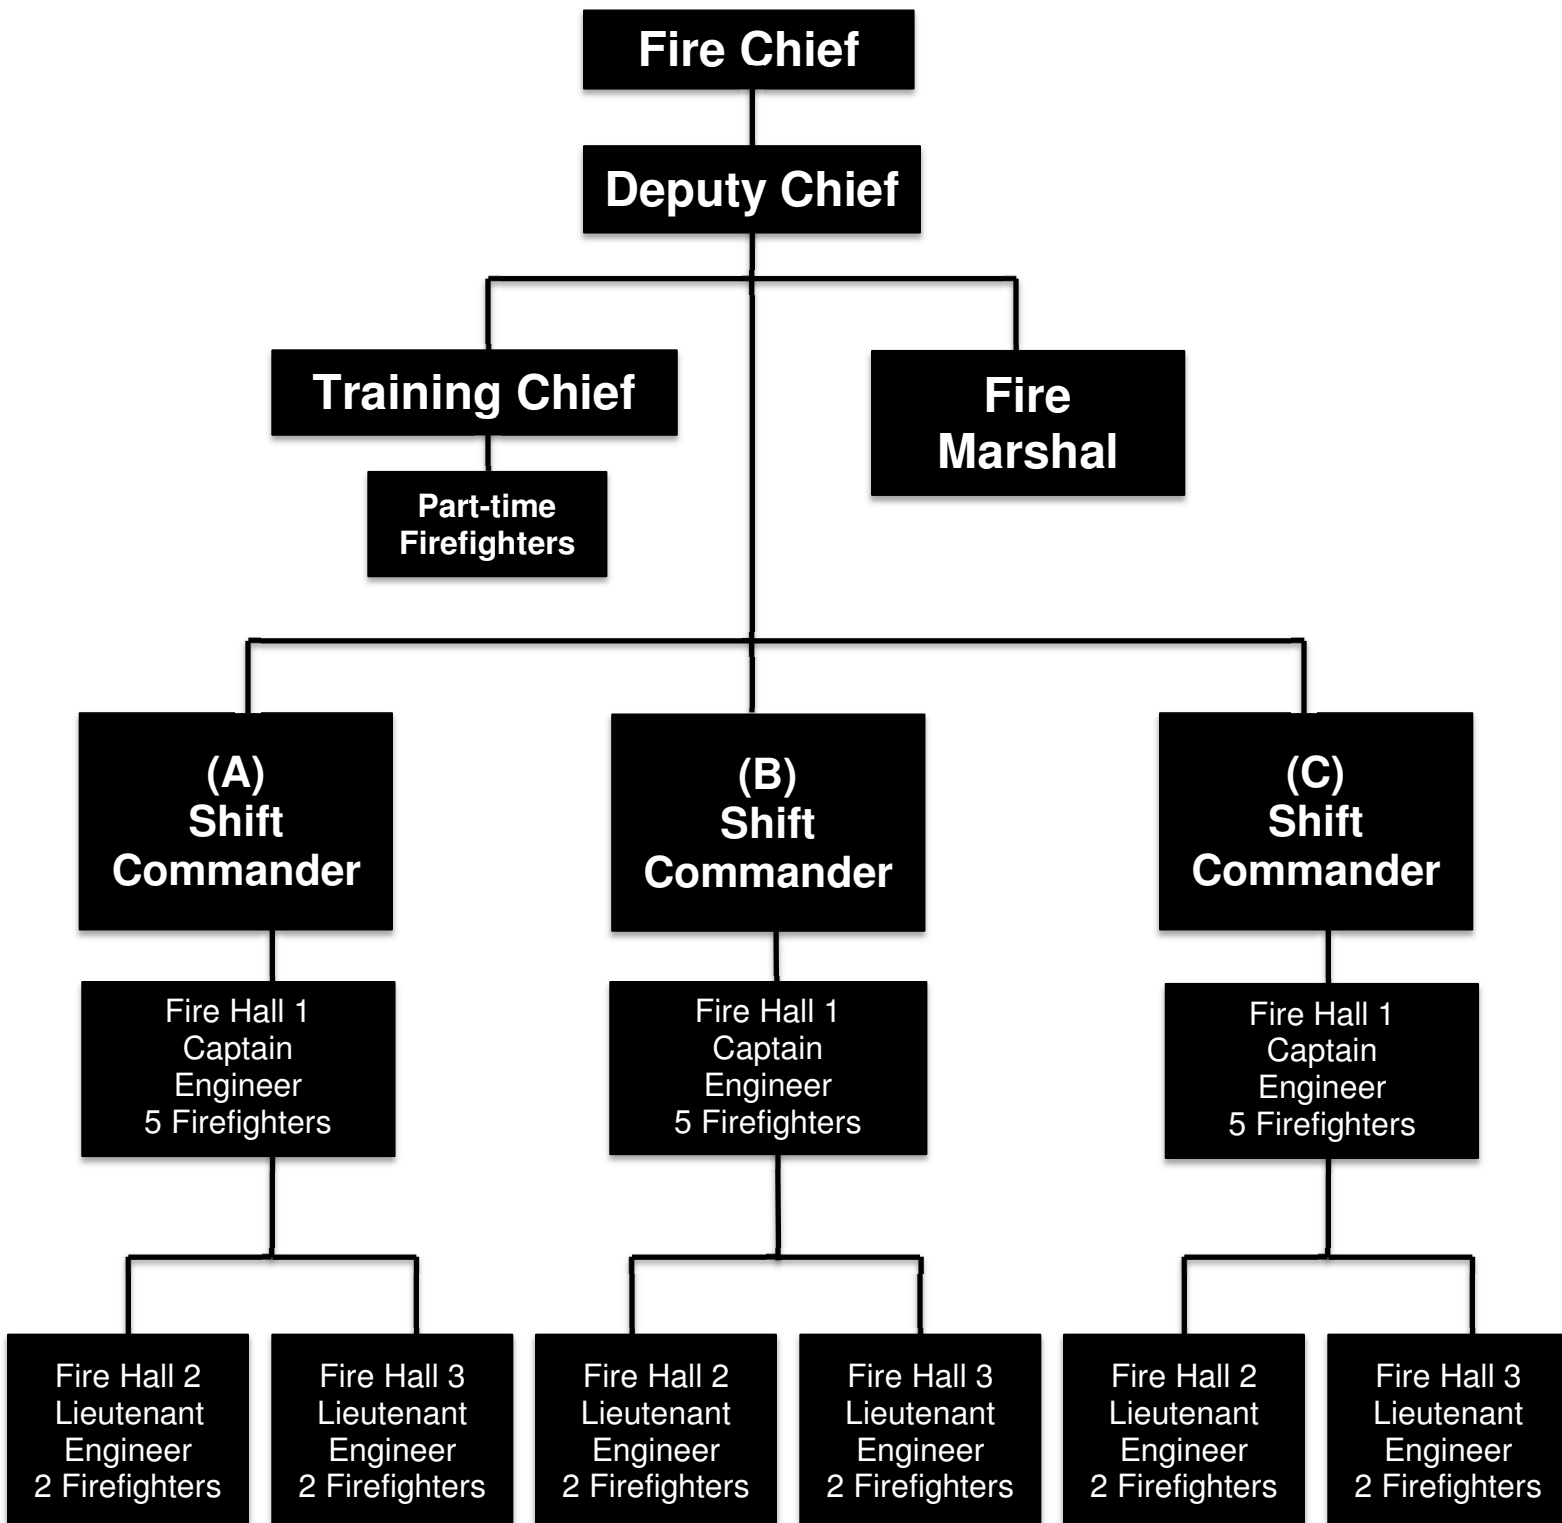 Fire Chief
Deputy Chief
Training Chief
Fire
Marshal
Part-time
Firefighters
(A)
Shift
Commander
(B)
Shift
Commander
(C)
Shift
Commander
Fire Hall 1
Captain
Engineer
5 Firefighters
Fire Hall 1
Captain
Engineer
5 Firefighters
Fire Hall 1
Captain
Engineer
5 Firefighters
Fire Hall 2
Lieutenant
Engineer
2 Firefighters
Fire Hall 3
Lieutenant
Engineer
2 Firefighters
Fire Hall 2
Lieutenant
Engineer
2 Firefighters
Fire Hall 3
Lieutenant
Engineer
2 Firefighters
Fire Hall 2
Lieutenant
Engineer
2 Firefighters
Fire Hall 3
Lieutenant
Engineer
2 Firefighters